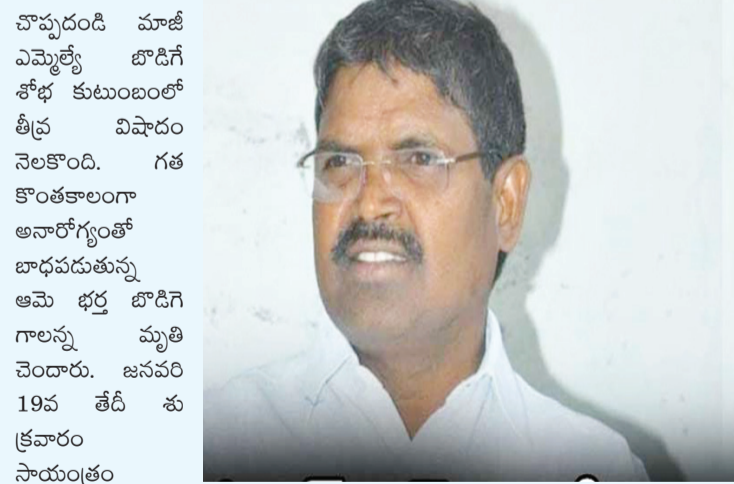 చొప్పదండి మాజీ
ఎమ్మెల్యే బొడిగే
శోభ కుటుంబంలో
తీవ్ర విషాదం
నెలకొంది. గత
కొంతకాలంగా
అనారోగ్యంతో
బాధపడుతున్న
ఆమె భర్త బొడిగె
గాలన్న మృతి
చెందారు. జనవరి
19వ తేదీ శు
క్రవారం
సాయంత్రం